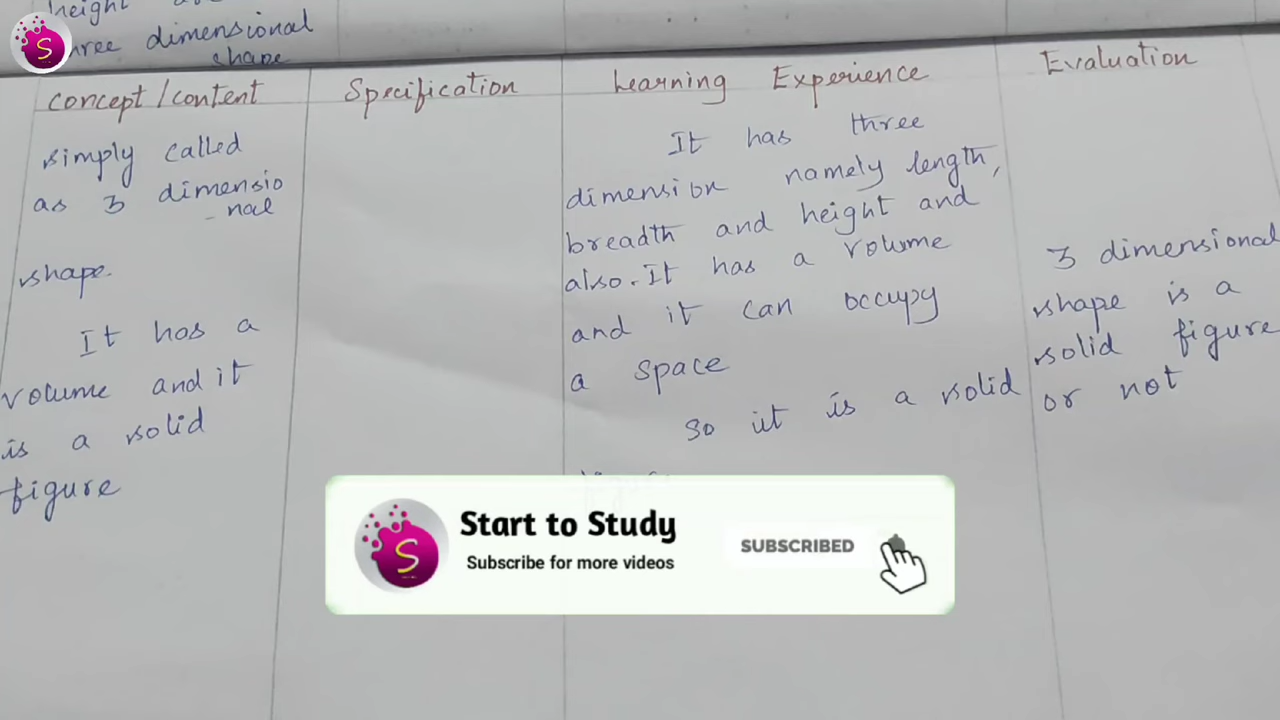 height
three dimensional
shape
concept/content
Specification
Learning Experience
Evaluation
simply called
as 3 dimensio
- nal
shape.
It has a
volume and it
is a solid
figure
It has three
dimension namely length,
breadth and height and
also. It has a volume
and it can occupy
a space
So it is a solid
3 dimensional
shape is a
solid figure
or not
S
S
Start to Study
Subscribe for more videos
SUBSCRIBED